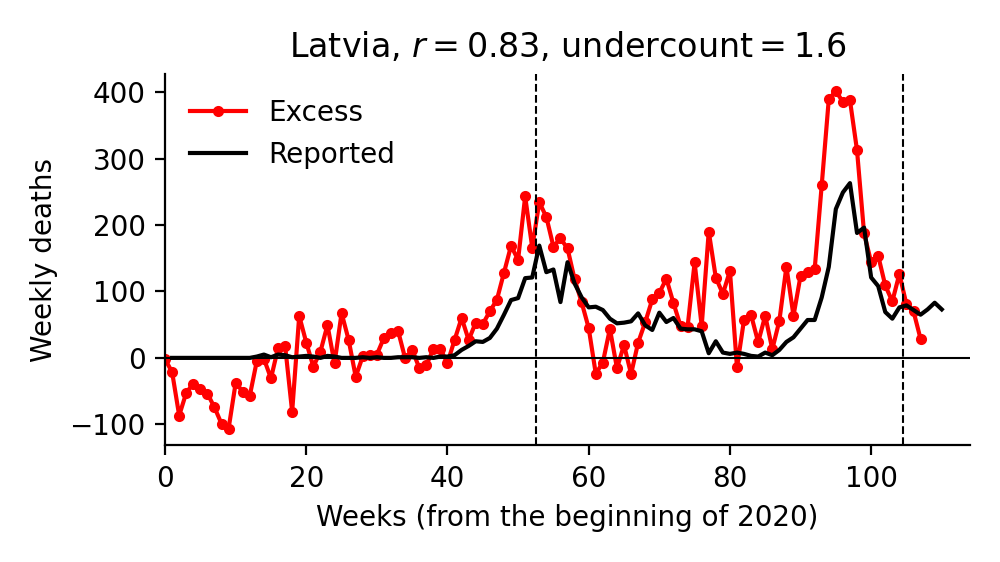 Latvia, r = 0.83, undercount = 1.6
Excess
Reported
Weekly deaths
400
300
200
100
0
−100
0 20 40 60 80 100
Weeks (from the beginning of 2020)